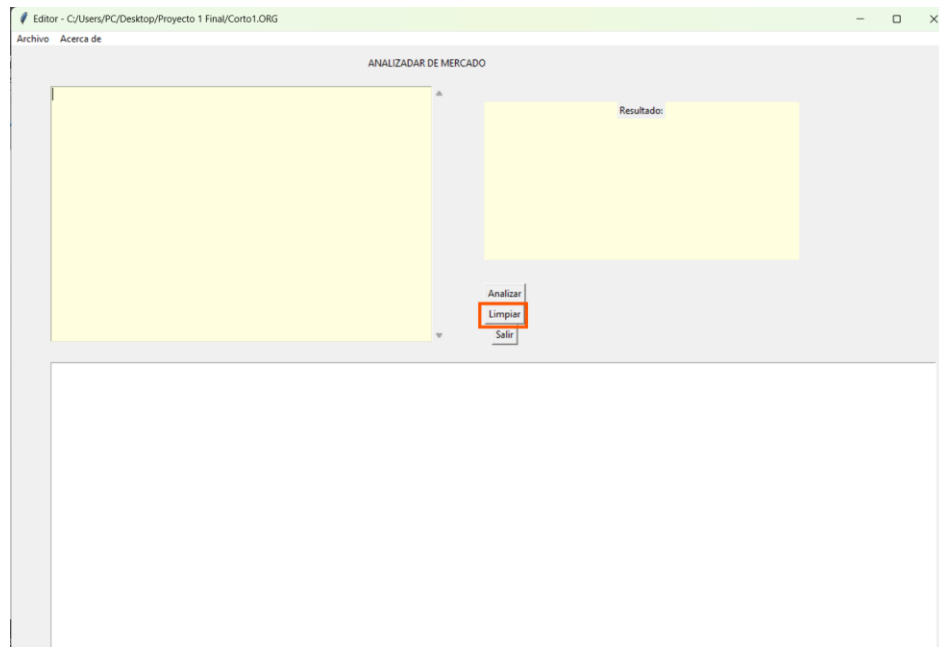 Editor - C:/Users/PC/Desktop/Proyecto 1 Final/Corto1.ORG
Archivo Acerca de
ANALIZADAR DE MERCADO
Resultado:
Analizar
Limpiar
Salir